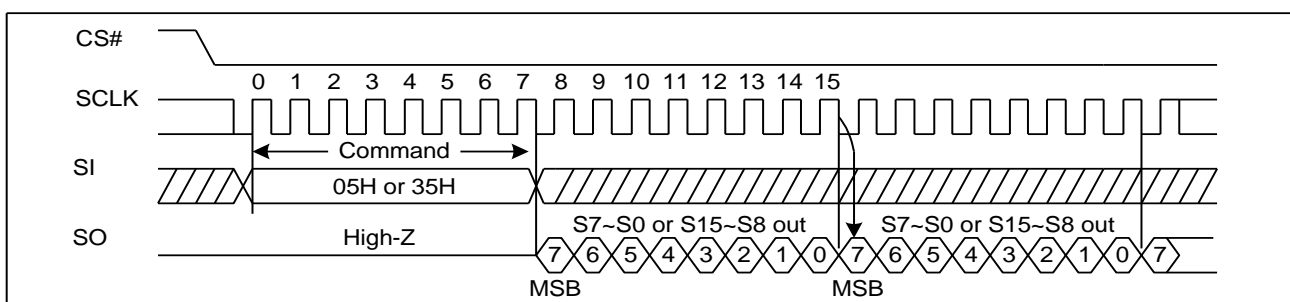 CS#
0 1 2 3 4 5 6 7 8 9 10 11 12 13 14 15
SCLK
Command
SI
05H or 35H
S7~S0 or S15~S8 out S7~S0 or S15~S8 out
SO High-Z
7 6 5 4 3 2 1 0 7 6 5 4 3 2 1 0 7
MSB MSB